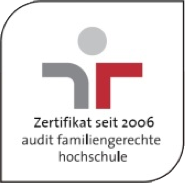 Zertifikat seit 2006
audit familiengerechte
hochschule